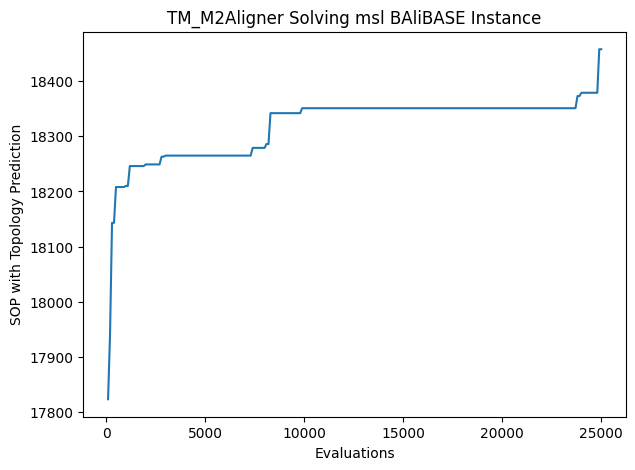 TM_M2Aligner Solving msl BAliBASE Instance
SOP with Topology Prediction
18400
18300
18200
18100
18000
17900
17800
0 5000 10000 15000 20000 25000
Evaluations